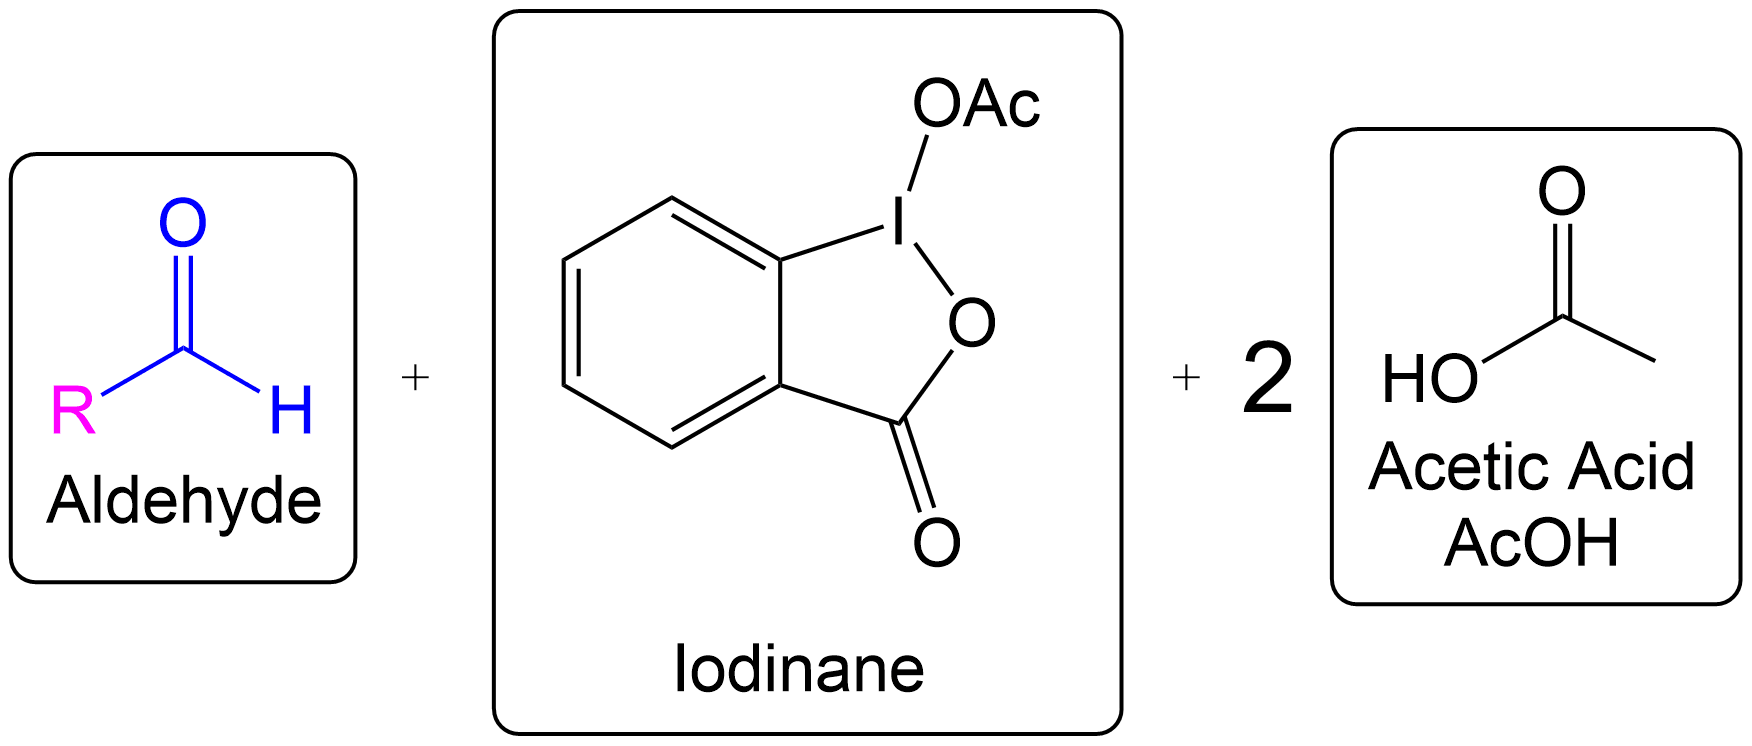 O
R
H
Aldehyde
+
OAc
I
O
O
Iodinane
+
2
O
HO
Acetic Acid
AcOH